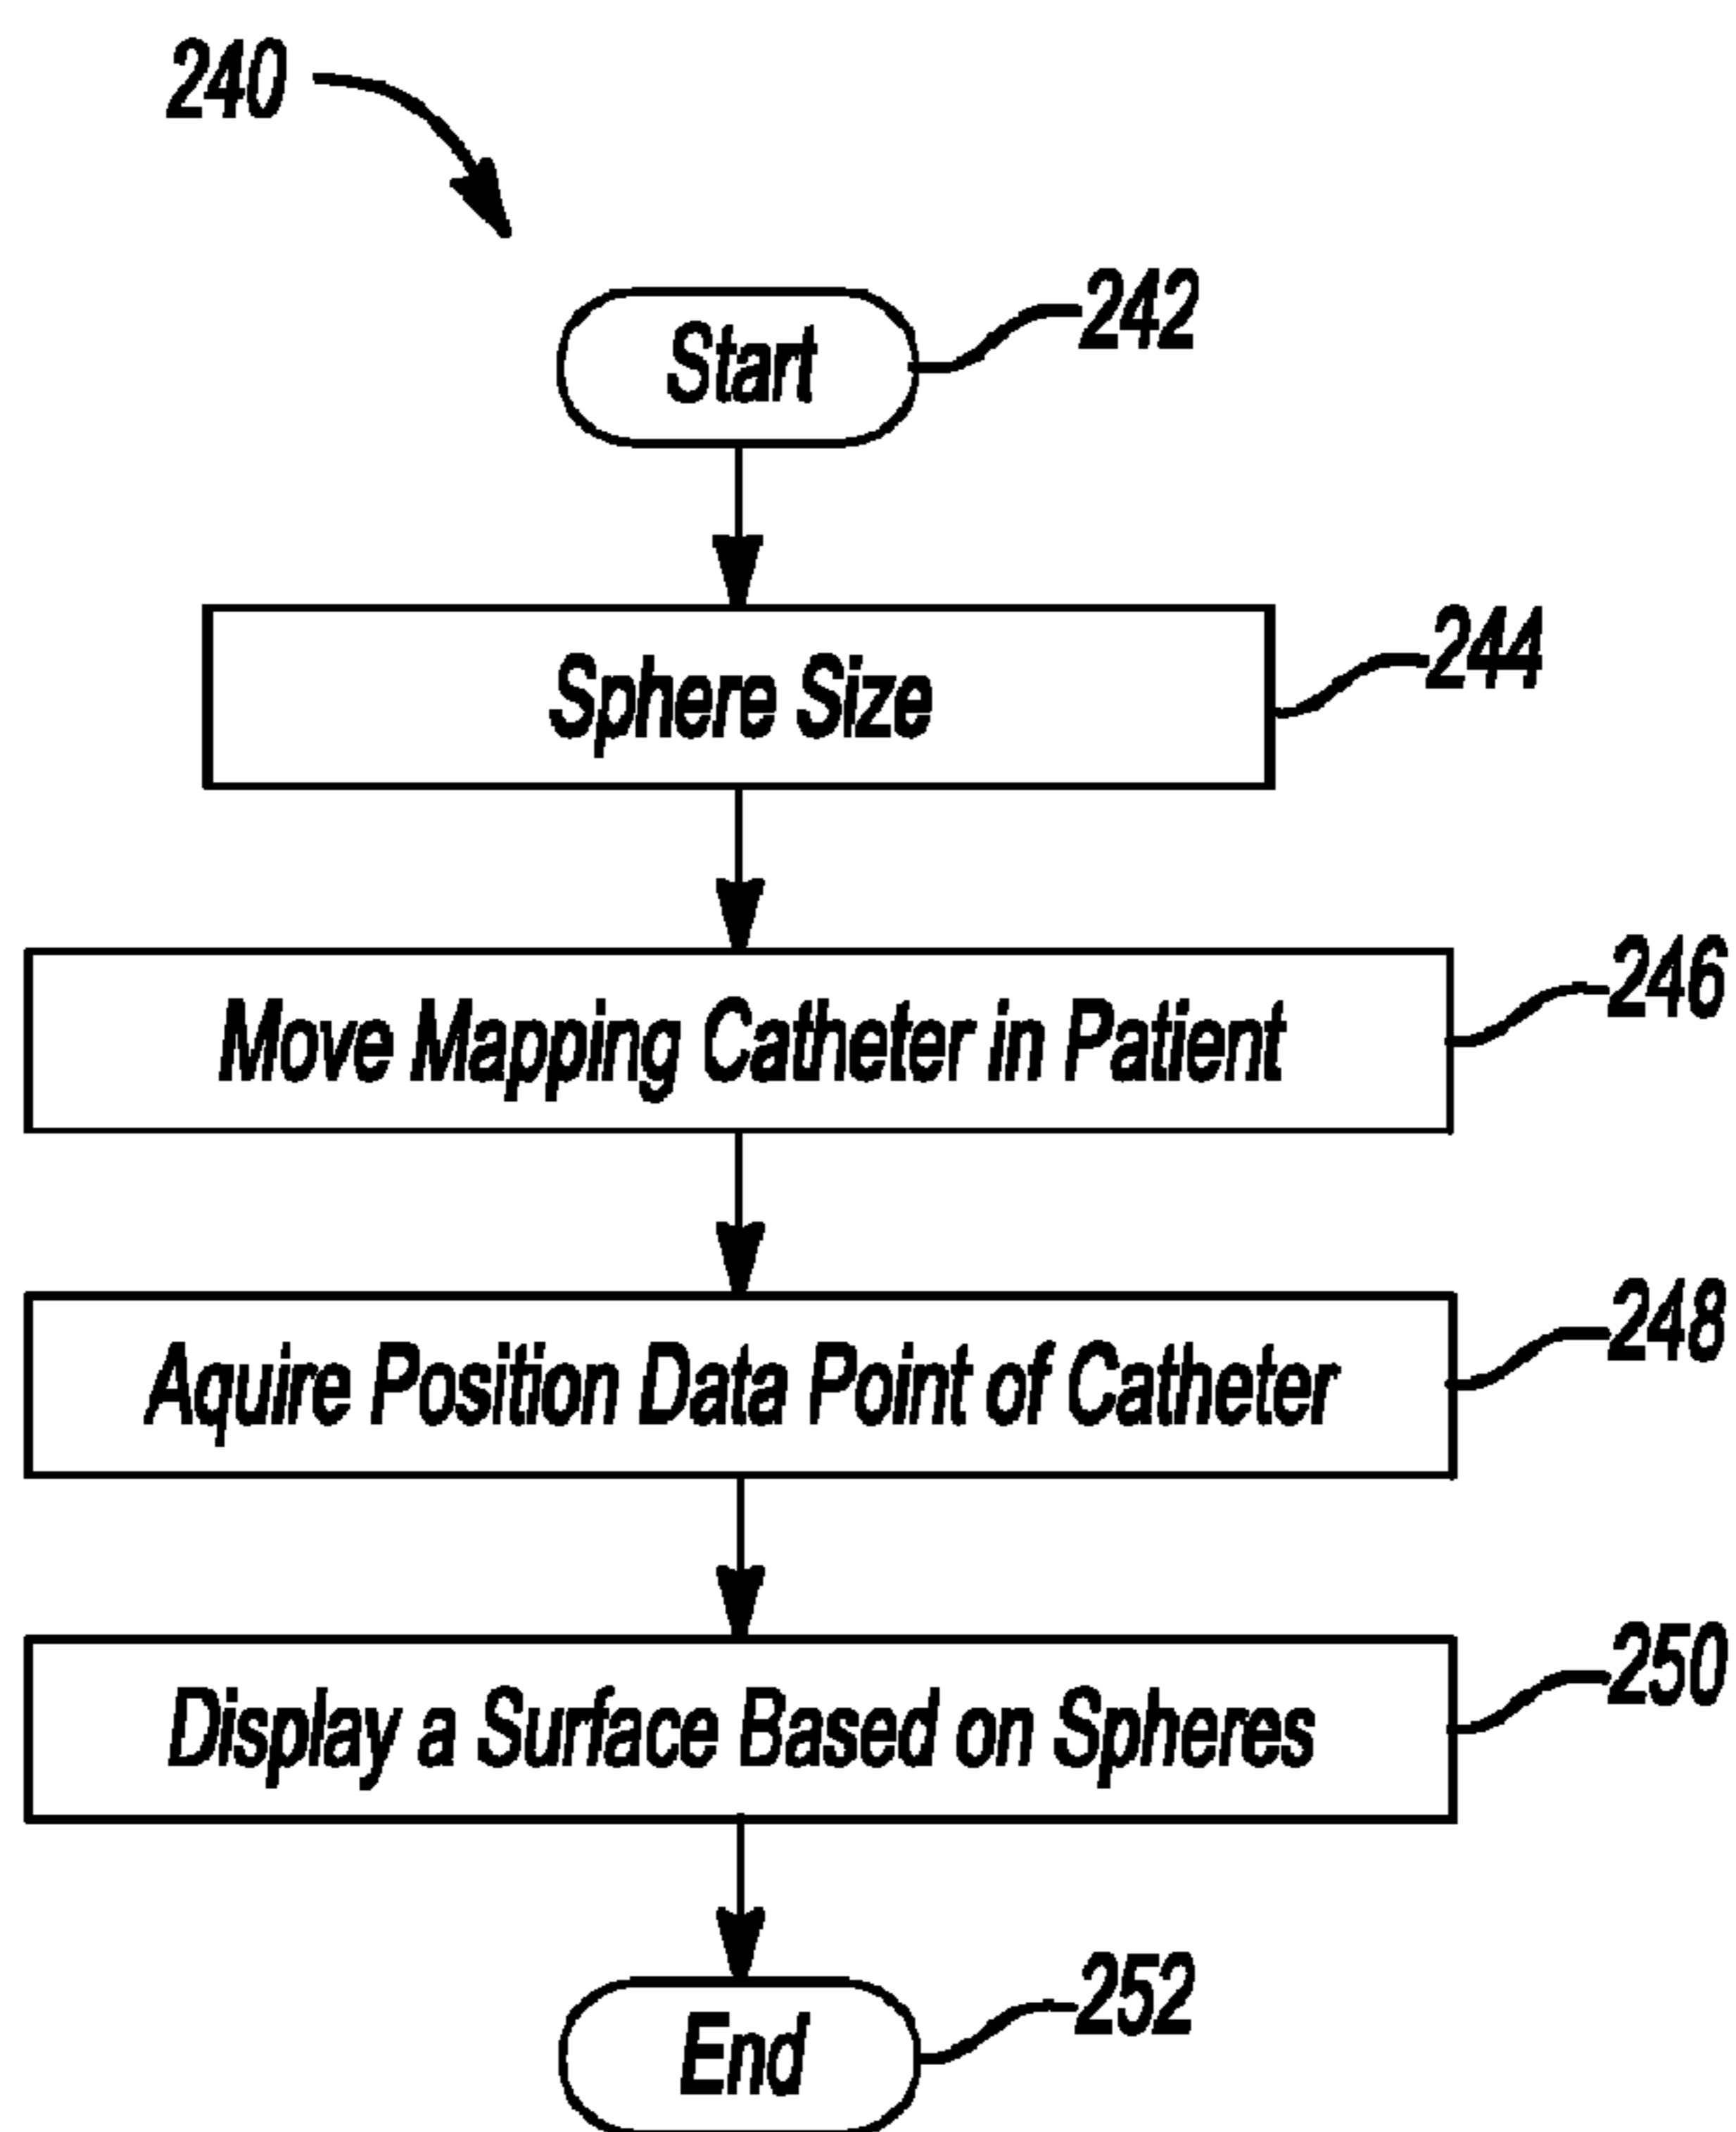 240
Start
242
Sphere Size
244
Move Mapping Catheter in Patient
246
Aquire Position Data Point of Catheter
248
Display a Surface Based on Spheres
250
End
252